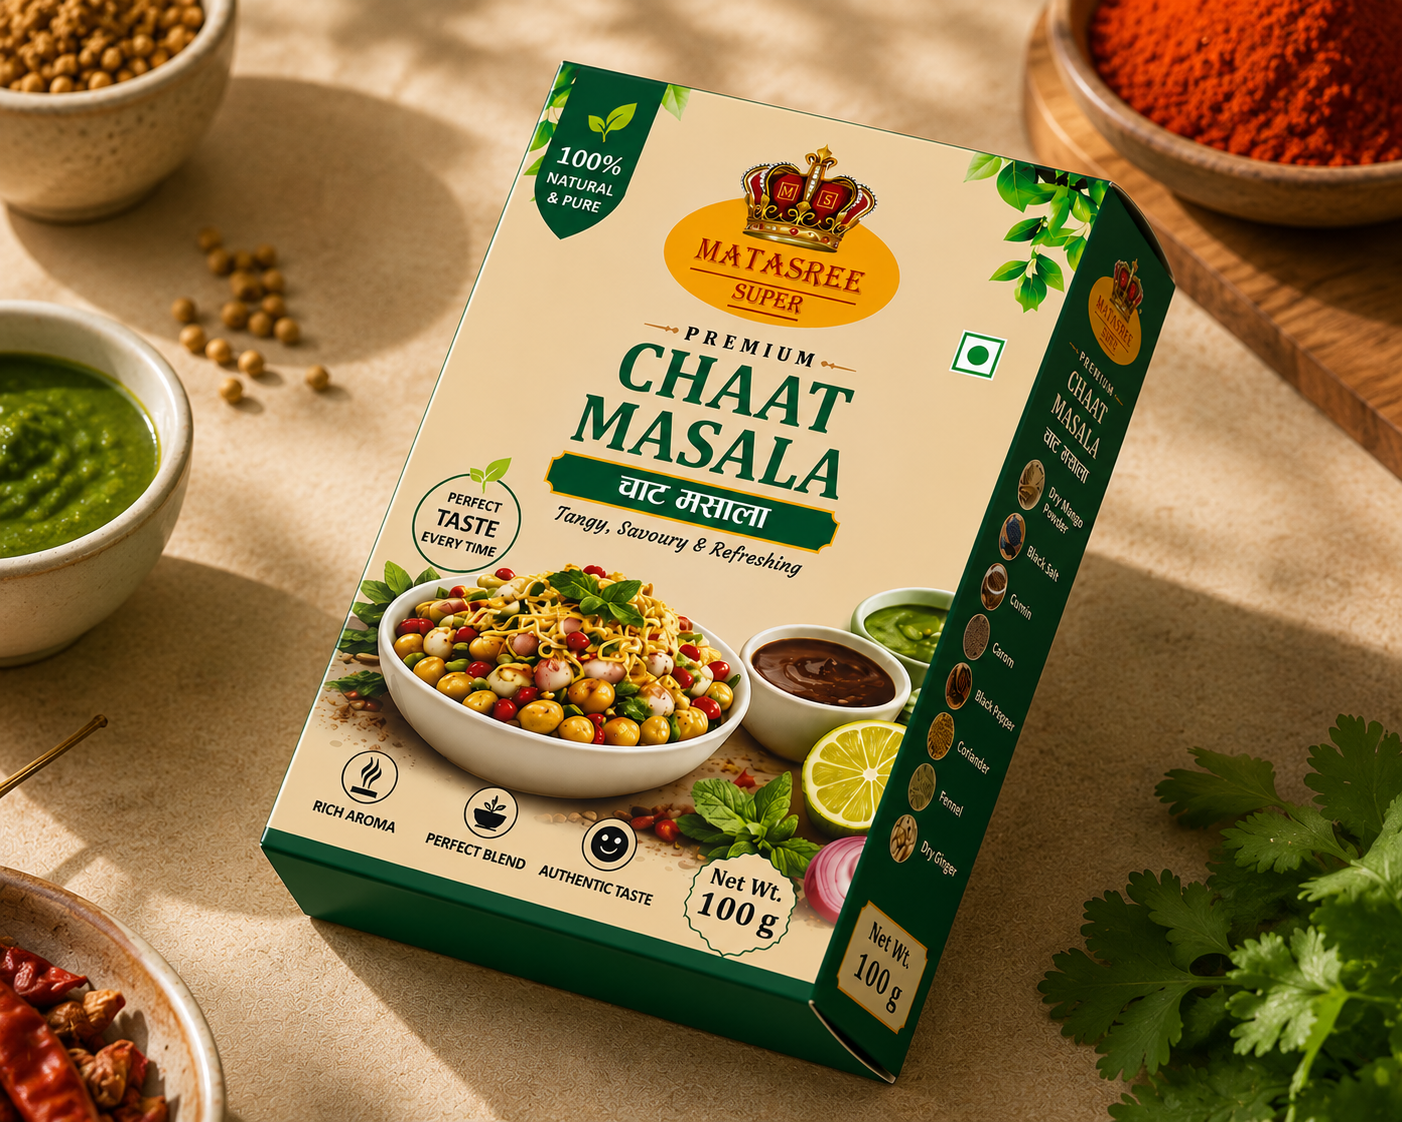 100%
NATURAL
& PURE
M S
MATASREE
SUPER
PREMIUM
CHAAT
MASALA
चाट मसाला
Tangy, Savoury & Refreshing
PERFECT
TASTE
EVERY TIME
RICH AROMA
PERFECT BLEND
AUTHENTIC TASTE
Net Wt.
100 g
MATASREE
SUPER
PREMIUM
CHAAT
MASALA
चाट मसाला
Dry Mango
Powder
Black Salt
Cumin
Carom
Black Pepper
Coriander
Fennel
Dry Ginger
Net Wt.
100 g